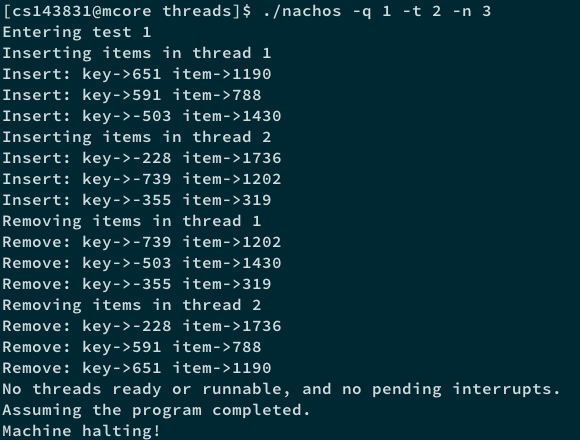 [cs143831@mcore threads]$ ./nachos -q 1 -t 2 -n 3
Entering test 1
Inserting items in thread 1
Insert: key->651 item->1190
Insert: key->591 item->788
Insert: key->-503 item->1430
Inserting items in thread 2
Insert: key->-228 item->1736
Insert: key->-739 item->1202
Insert: key->-355 item->319
Removing items in thread 1
Remove: key->-739 item->1202
Remove: key->-503 item->1430
Remove: key->-355 item->319
Removing items in thread 2
Remove: key->-228 item->1736
Remove: key->591 item->788
Remove: key->651 item->1190
No threads ready or runnable, and no pending interrupts.
Assuming the program completed.
Machine halting!